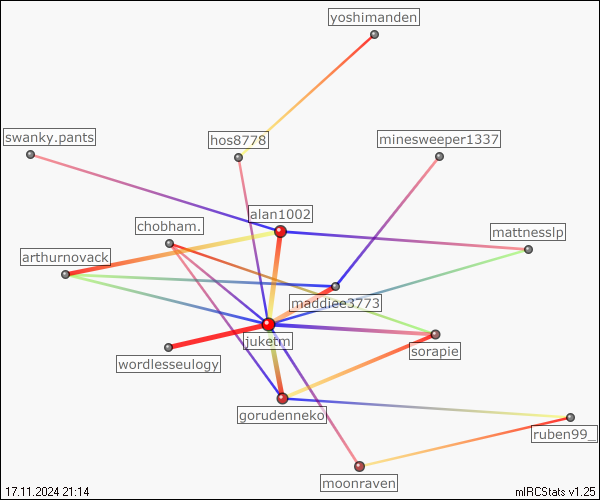 yoshimanden
swanky.pants
hos8778
minesweeper1337
alan1002
chobham.
mattnesslp
arthurnovack
maddiee3773
juketm
sorapie
wordlesseulogy
gorudenneko
ruben99_
moonraven
17.11.2024 21:14
mIRCStats v1.25